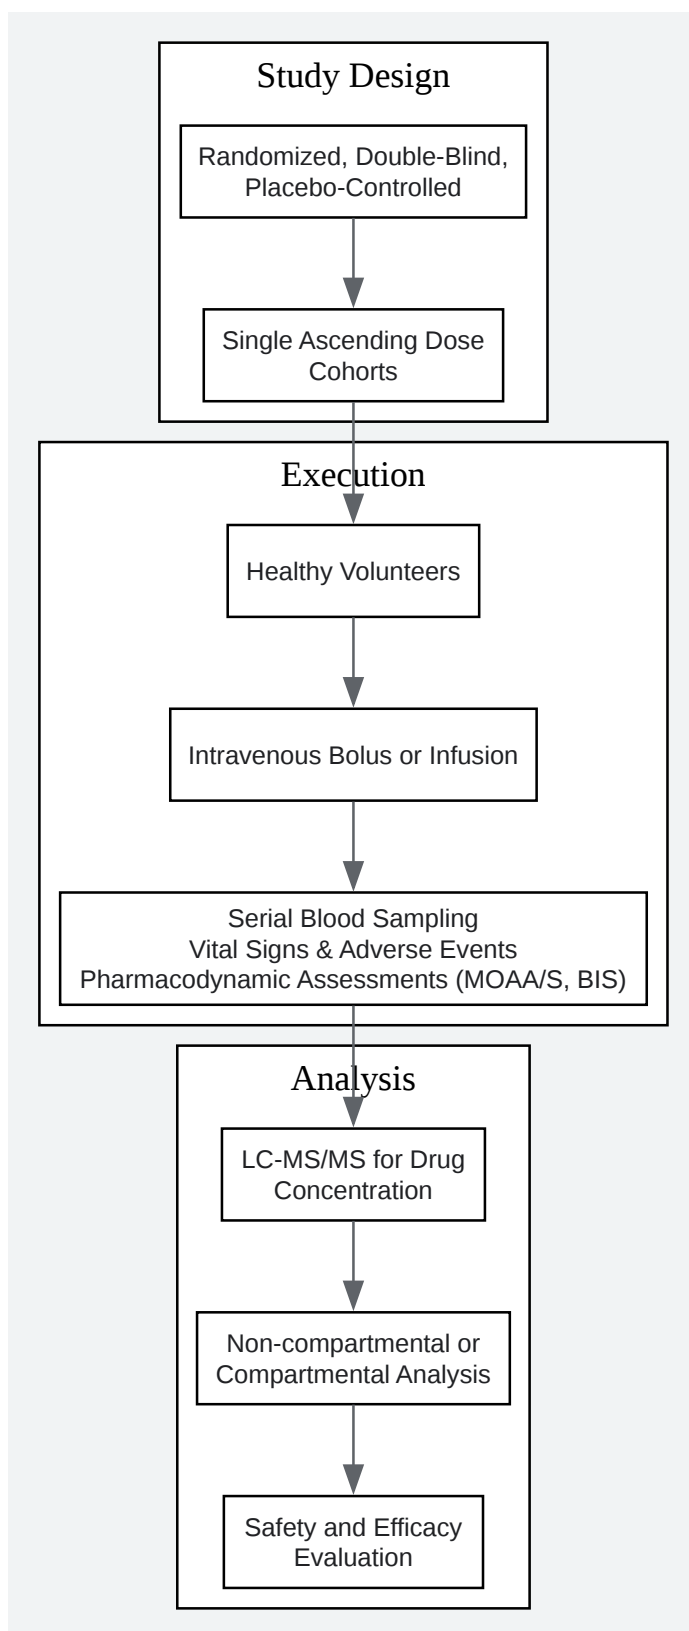 Study Design
Randomized, Double-Blind,
Placebo-Controlled
Single Ascending Dose
Cohorts
Execution
Healthy Volunteers
Intravenous Bolus or Infusion
Serial Blood Sampling
Vital Signs & Adverse Events
Pharmacodynamic Assessments (MOAA/S, BIS)
Analysis
LC-MS/MS for Drug
Concentration
Non-compartmental or
Compartmental Analysis
Safety and Efficacy
Evaluation